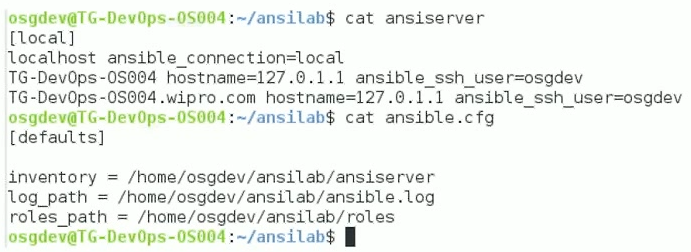 osgdev@TG-DevOps-OS004:~/ansilab$ cat ansiserver
[local]
localhost ansible_connection=local
TG-DevOps-OS004 hostname=127.0.1.1 ansible_ssh_user=osgdev
TG-DevOps-OS004.wipro.com hostname=127.0.1.1 ansible_ssh_user=osgdev
osgdev@TG-DevOps-OS004:~/ansilab$ cat ansible.cfg
[defaults]
inventory = /home/osgdev/ansilab/ansiserver
log_path = /home/osgdev/ansilab/ansible.log
roles_path = /home/osgdev/ansilab/roles
osgdev@TG-DevOps-OS004:~/ansilab$